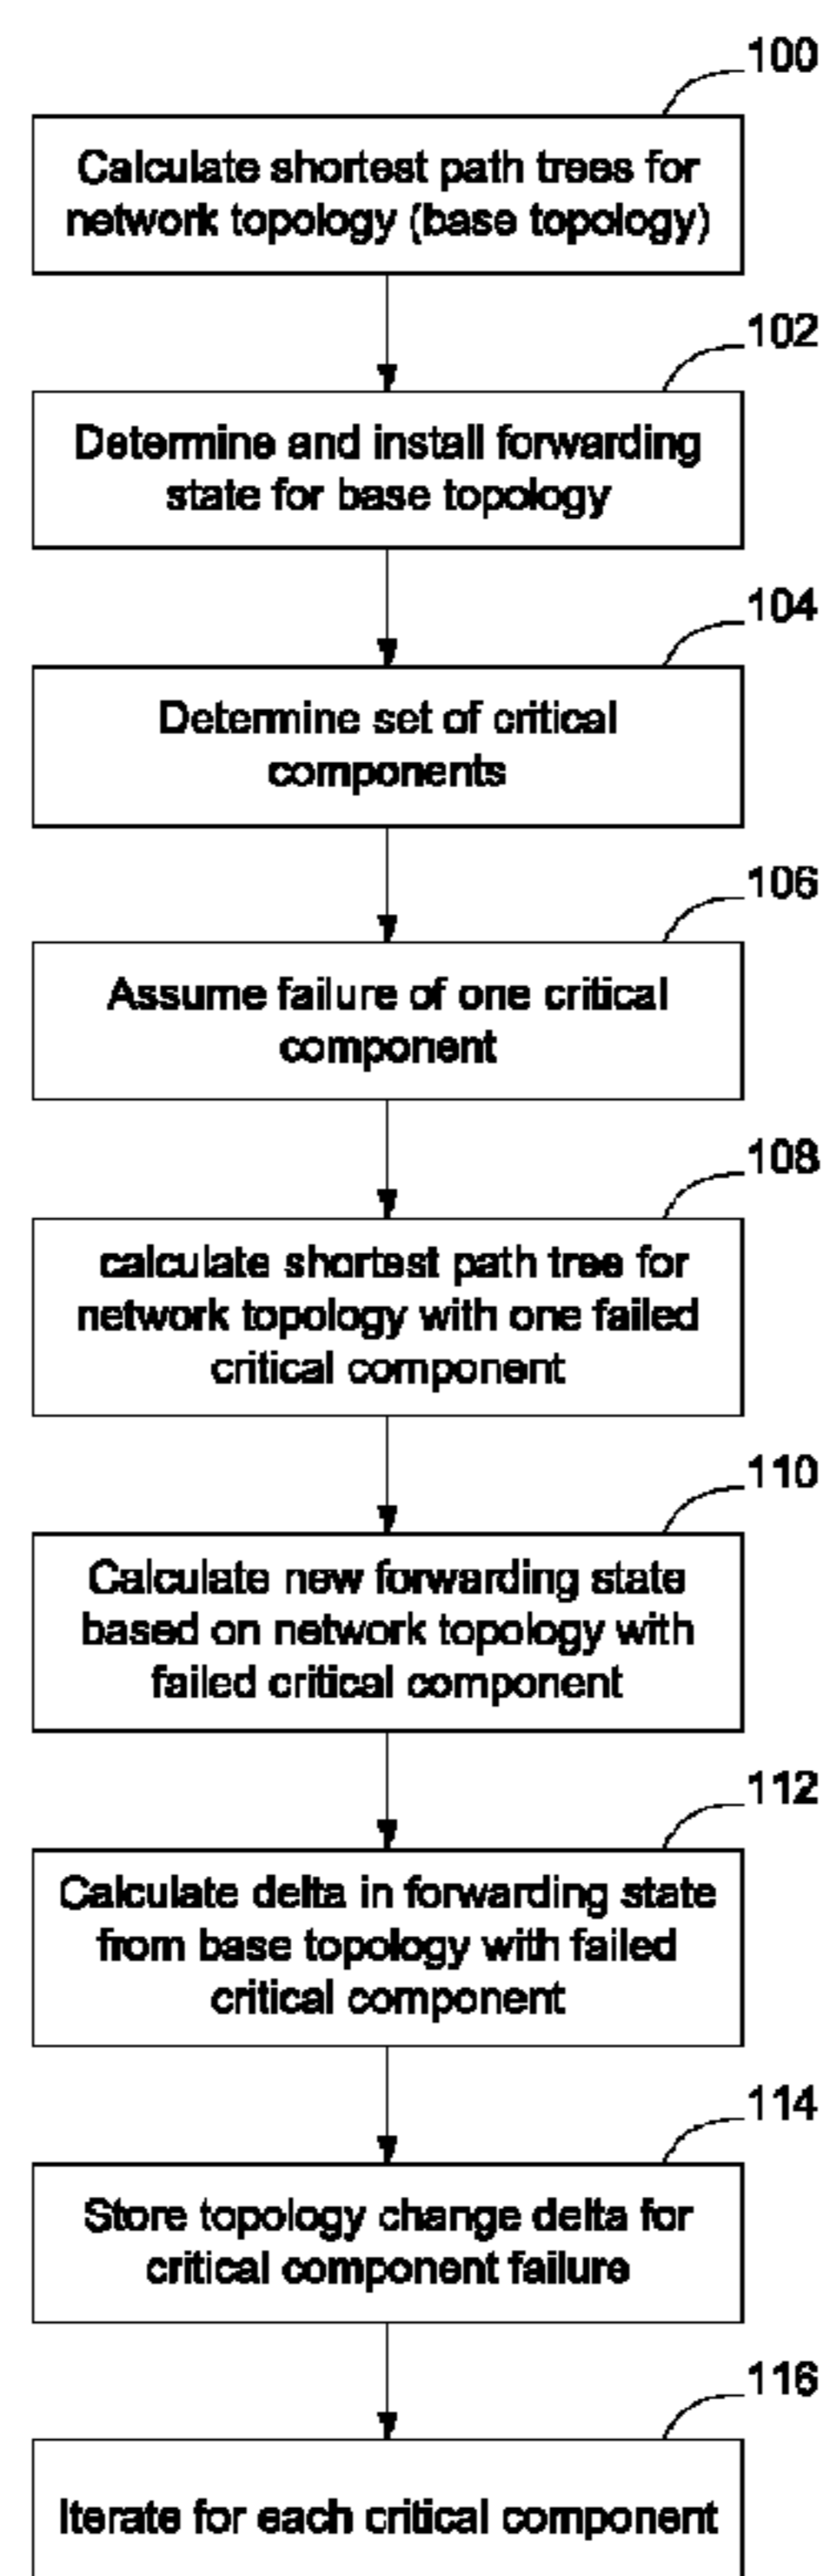 100
Calculate shortest path trees for
network topology (base topology)
102
Determine and install forwarding
state for base topology
104
Determine set of critical
components
106
Assume failure of one critical
component
108
calculate shortest path tree for
network topology with one failed
critical component
110
Calculate new forwarding state
based on network topology with
failed critical component
112
Calculate delta in forwarding state
from base topology with failed
critical component
114
Store topology change delta for
critical component failure
116
Iterate for each critical component